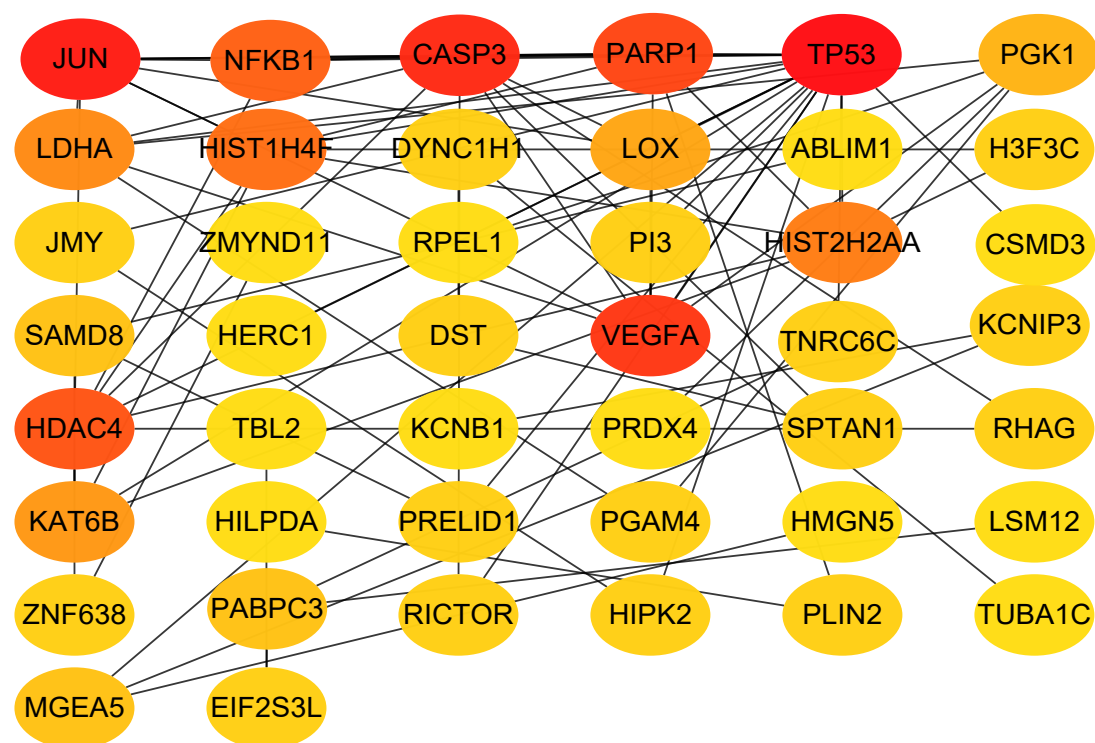 JUN NFKB1 CASP3 PARP1 TP53 PGK1
LDHA HIST1H4F DYNC1H1 LOX ABLIM1 H3F3C
JMY ZMYND11 RPEL1 PI3 HIST2H2AA CSMD3
SAMD8 HERC1 DST VEGFA TNRC6C KCNIP3
HDAC4 TBL2 KCNB1 PRDX4 SPTAN1 RHAG
KAT6B HILPDA PRELID1 PGAM4 HMGN5 LSM12
ZNF638 PABPC3 RICTOR HIPK2 PLIN2 TUBA1C
MGEA5 EIF2S3L